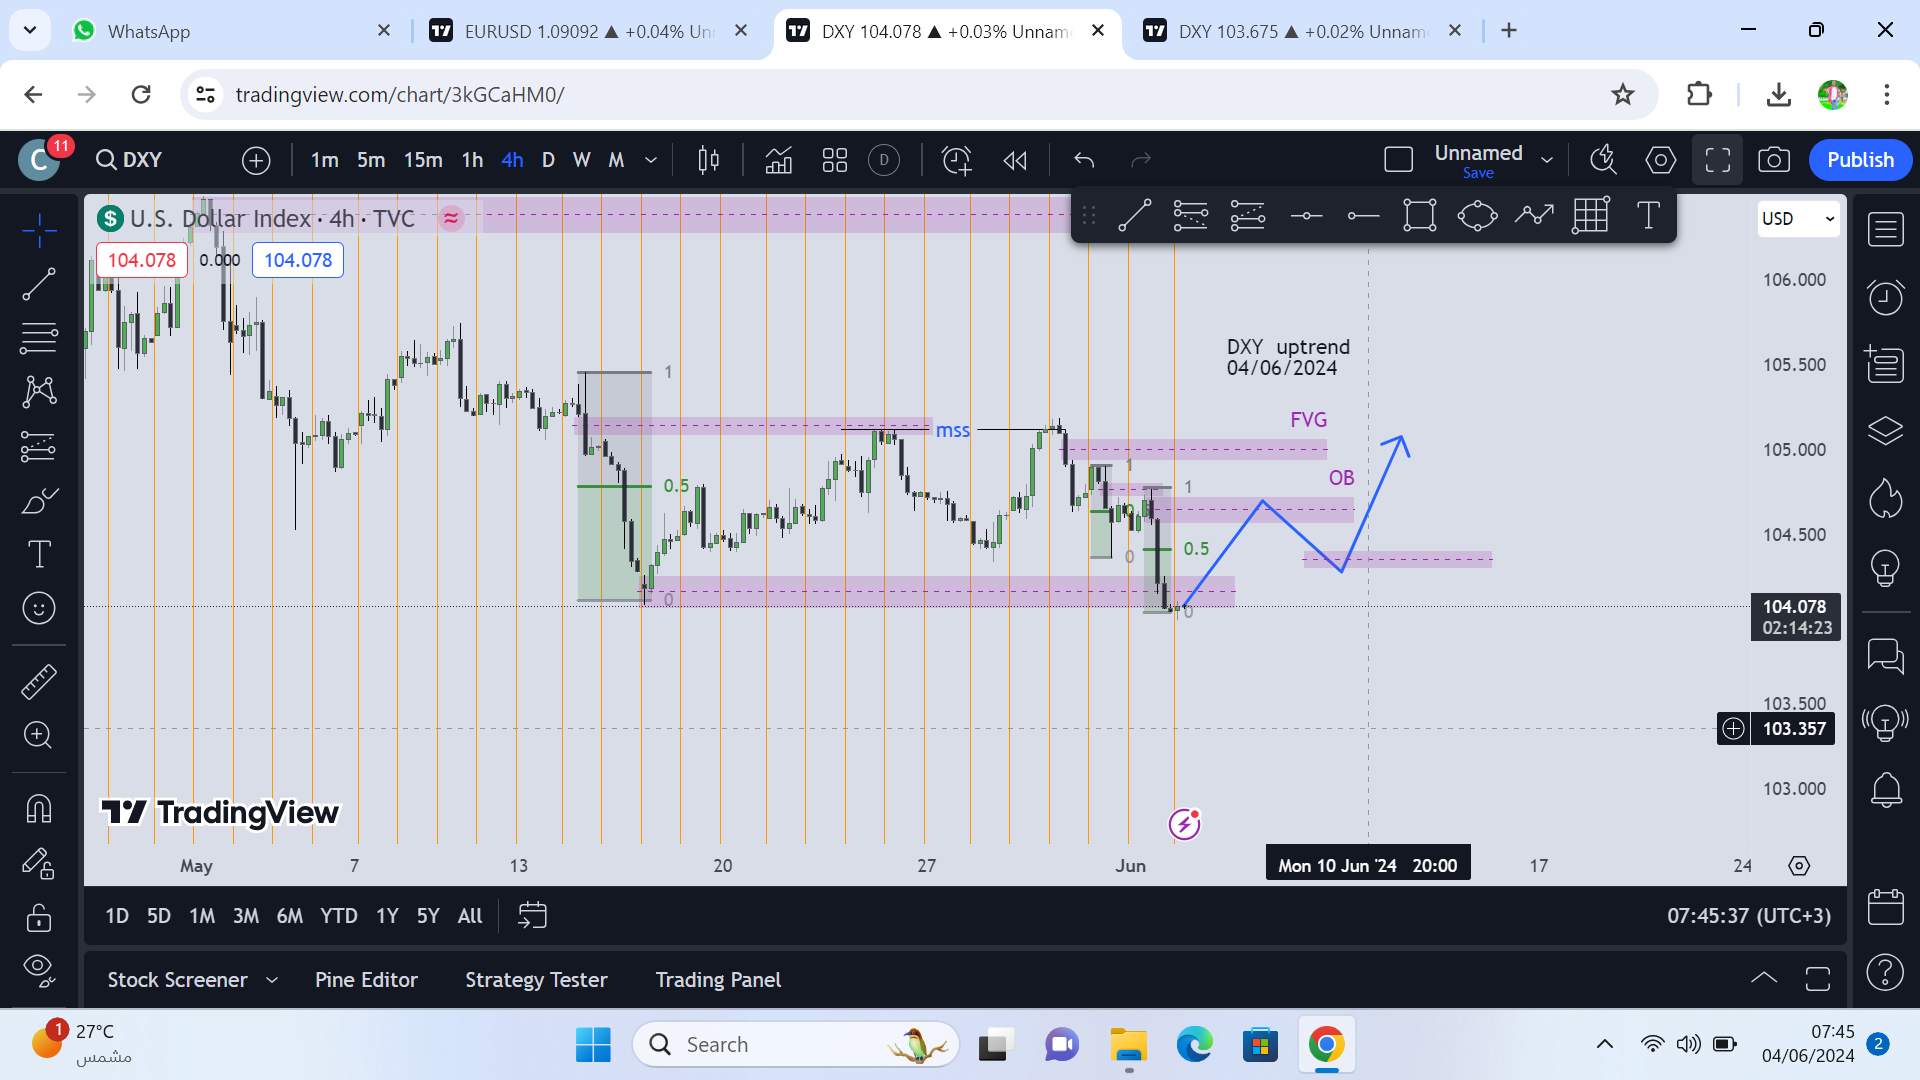 WhatsApp
EURUSD 1.09092 ▲ +0.04% Un
DXY 104.078 ▲ +0.03% Unnam
DXY 103.675 ▲ +0.02% Unnam
tradingview.com/chart/3kGCaHM0/
C
11
DXY
1m 5m 15m 1h 4h D W M
D
Unnamed
Save
Publish
U.S. Dollar Index · 4h · TVC
USD
104.078 0.000 104.078
106.000
DXY uptrend
04/06/2024
105.500
1
FVG
mss
105.000
1
OB
0.5
1
0
104.500
0.5
0
0
0
104.078
02:14:23
103.500
103.357
103.000
TradingView
May 7 13 20 27 Jun Mon 10 Jun '24 20:00 17 24
1D 5D 1M 3M 6M YTD 1Y 5Y All
07:45:37 (UTC+3)
Stock Screener Pine Editor Strategy Tester Trading Panel
1
27°C
مشمس
Search
07:45
04/06/2024
2